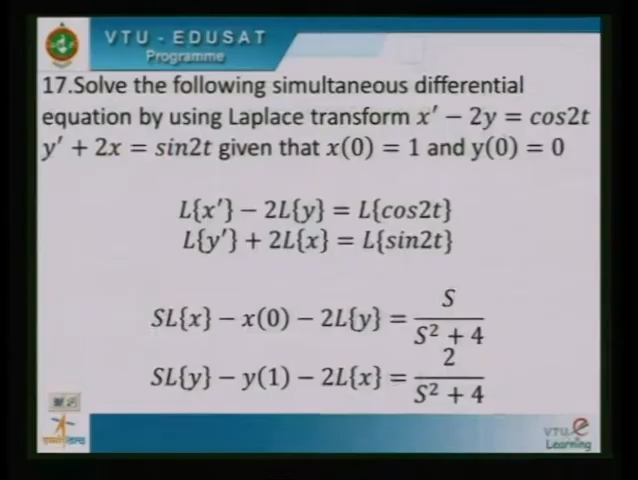 VTU - EDUSAT
Programme
17.Solve the following simultaneous differential
equation by using Laplace transform x′ − 2y = cos2t
y′ + 2x = sin2t given that x(0) = 1 and y(0) = 0
L{x′} − 2L{y} = L{cos2t}
L{y′} + 2L{x} = L{sin2t}
SL{x} − x(0) − 2L{y} = S / (S² + 4)
SL{y} − y(1) − 2L{x} = 2 / (S² + 4)
VTU e
Learning